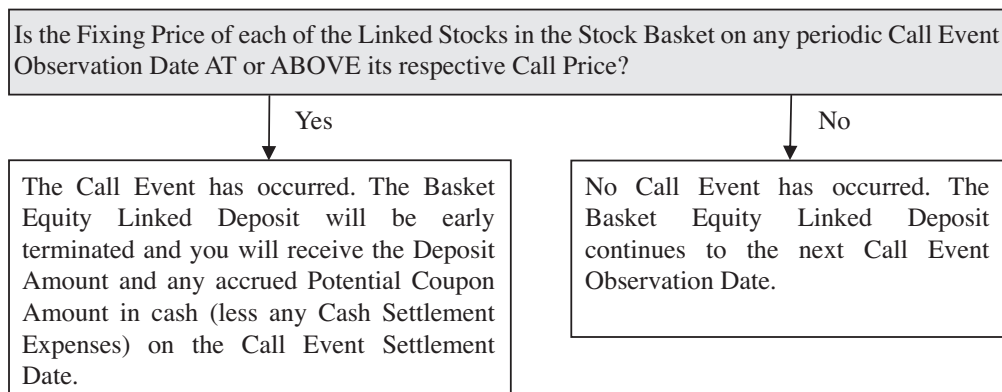 Is the Fixing Price of each of the Linked Stocks in the Stock Basket on any periodic Call Event
Observation Date AT or ABOVE its respective Call Price?
Yes
No
The Call Event has occurred. The Basket
Equity Linked Deposit will be early
terminated and you will receive the Deposit
Amount and any accrued Potential Coupon
Amount in cash (less any Cash Settlement
Expenses) on the Call Event Settlement
Date.
No Call Event has occurred. The
Basket Equity Linked Deposit
continues to the next Call Event
Observation Date.